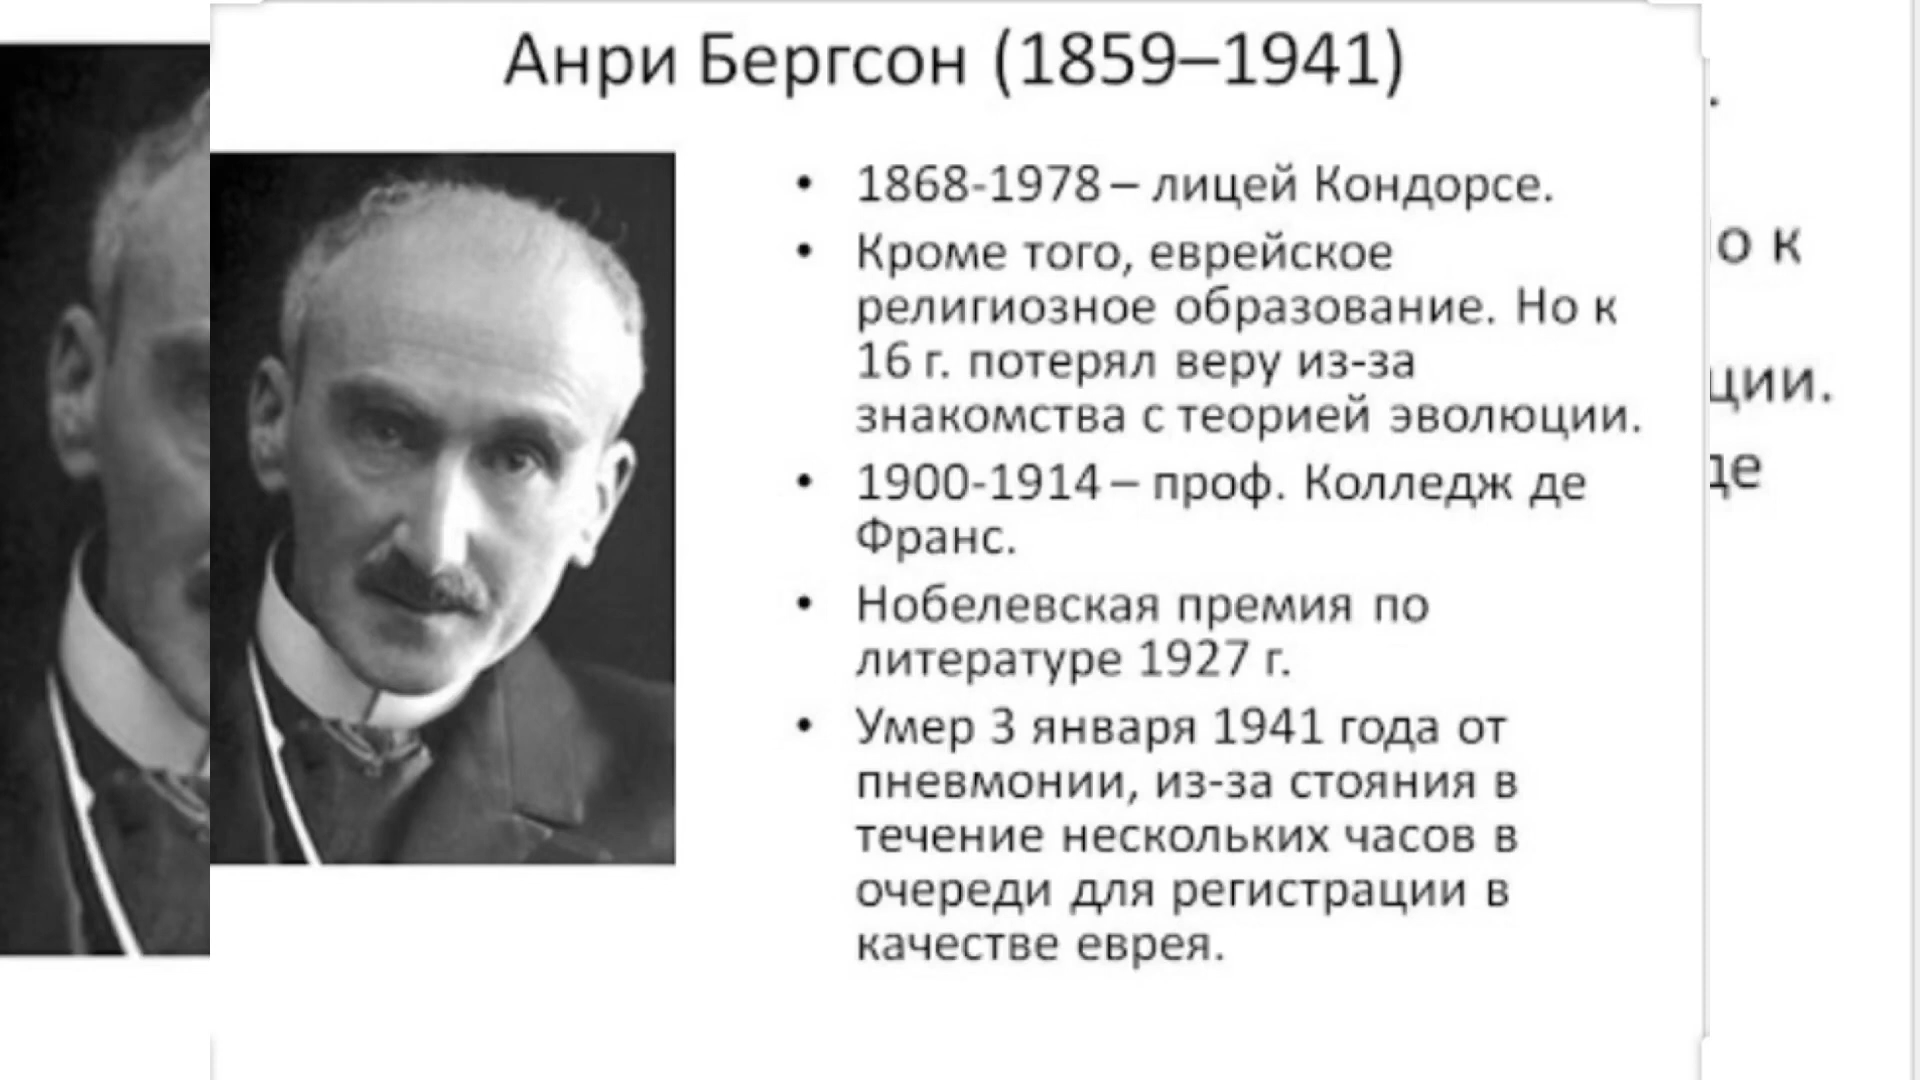 Анри Бергсон (1859–1941)
• 1868-1978 – лицей Кондорсе.
• Кроме того, еврейское
религиозное образование. Но к
16 г. потерял веру из-за
знакомства с теорией эволюции.
• 1900-1914 – проф. Колледж де
Франс.
• Нобелевская премия по
литературе 1927 г.
• Умер 3 января 1941 года от
пневмонии, из-за стояния в
течение нескольких часов в
очереди для регистрации в
качестве еврея.